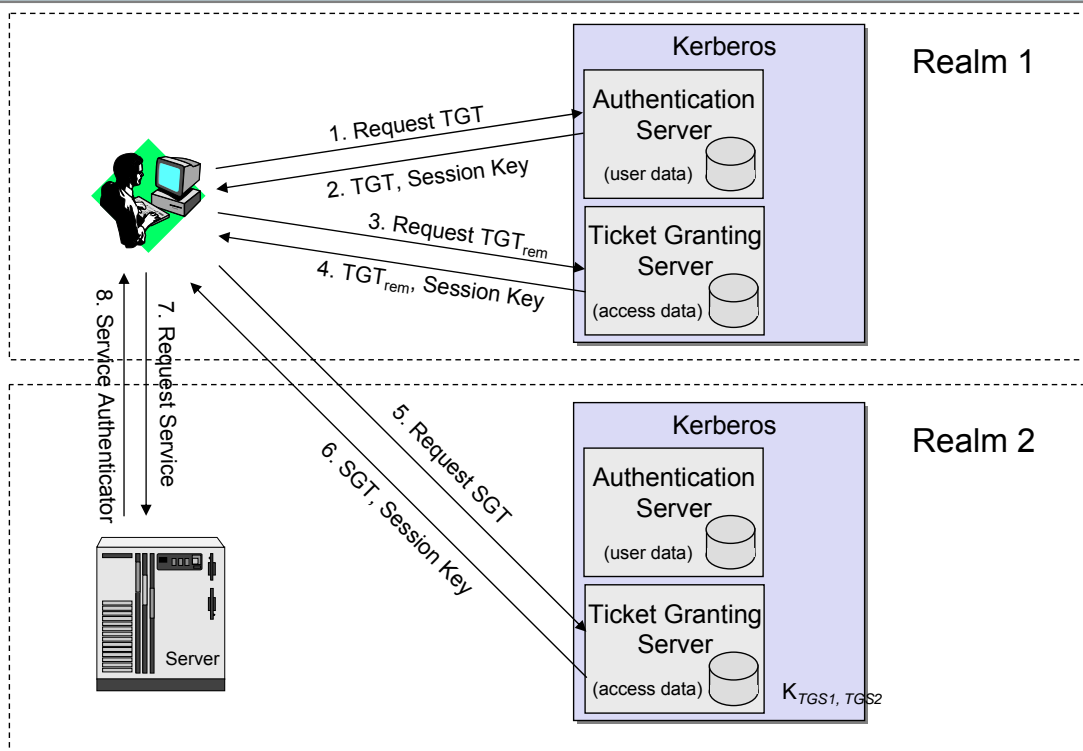 Kerberos
Realm 1
Authentication
Server
(user data)
1. Request TGT
2. TGT, Session Key
3. Request TGTrem
4. TGTrem, Session Key
Ticket Granting
Server
(access data)
8. Service Authenticator
7. Request Service
5. Request SGT
6. SGT, Session Key
Kerberos
Realm 2
Authentication
Server
(user data)
Ticket Granting
Server
(access data)
KTGS1, TGS2
Server